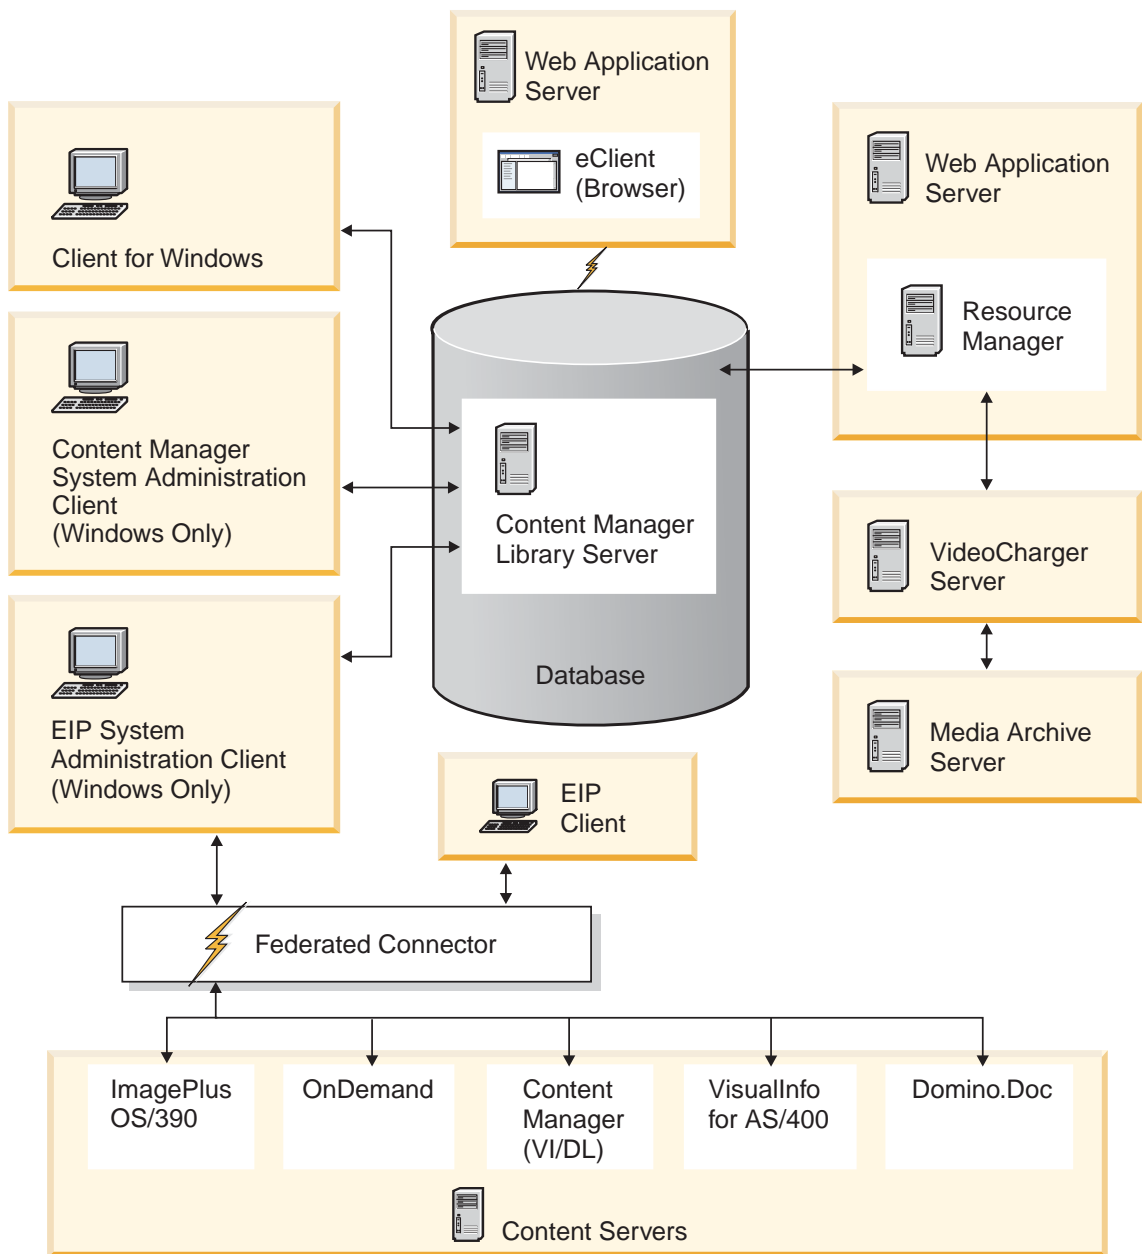 Web Application
Server
eClient
(Browser)
Client for Windows
Web Application
Server
Resource
Manager
Content Manager
System Administration
Client
(Windows Only)
Content Manager
Library Server
Database
VideoCharger
Server
EIP System
Administration Client
(Windows Only)
Media Archive
Server
EIP
Client
Federated Connector
ImagePlus
OS/390
OnDemand
Content
Manager
(VI/DL)
VisualInfo
for AS/400
Domino.Doc
Content Servers